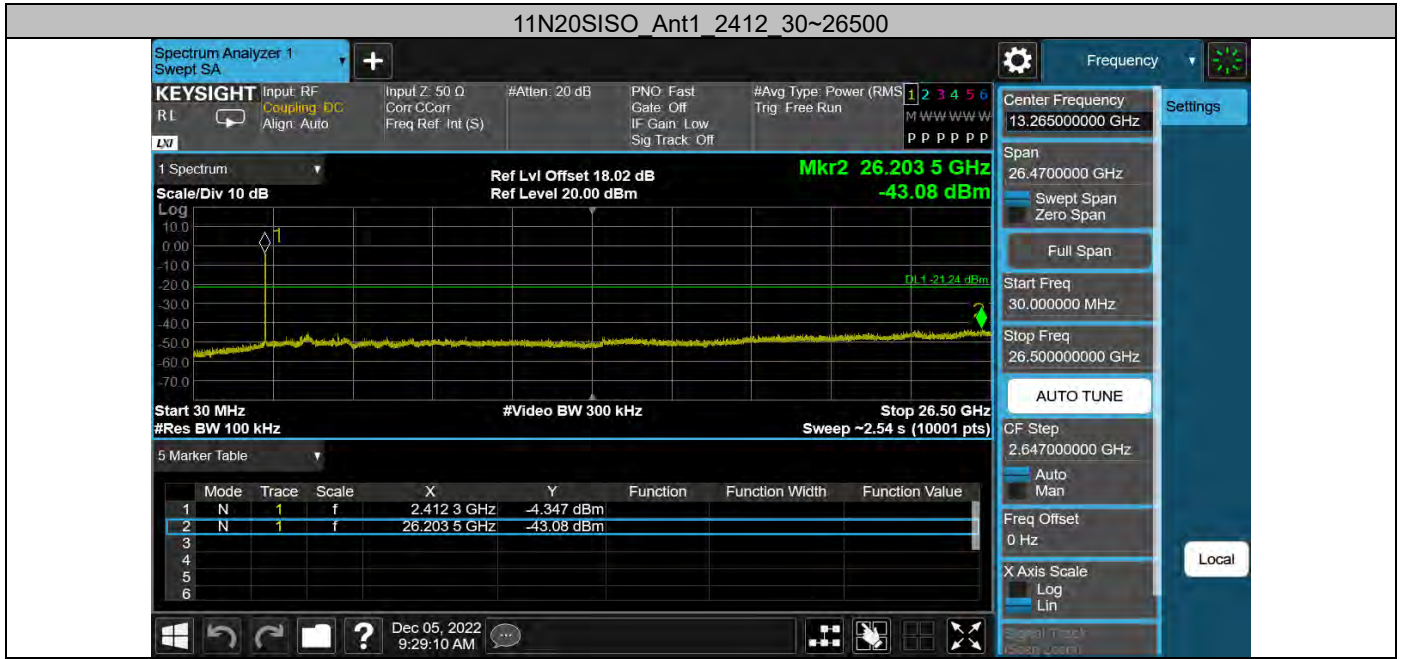 11N20SISO_Ant1_2412_30~26500
Spectrum Analyzer 1
Swept SA
Frequency
KEYSIGHT
RL
LXI
Input: RF
Coupling: DC
Align: Auto
Input Z: 50 Ω
Corr CCorr
Freq Ref: Int (S)
#Atten: 20 dB
PNO: Fast
Gate: Off
IF Gain: Low
Sig Track: Off
#Avg Type: Power (RMS
Trig: Free Run
1 2 3 4 5 6
M W W W W W
P P P P P P
1 Spectrum
Scale/Div 10 dB
Ref Lvl Offset 18.02 dB
Ref Level 20.00 dBm
Mkr2 26.203 5 GHz
-43.08 dBm
Log
10.0
0.00
-10.0
-20.0
-30.0
-40.0
-50.0
-60.0
-70.0
1
DL1 -21.24 dBm
2
Start 30 MHz
#Video BW 300 kHz
Stop 26.50 GHz
#Res BW 100 kHz
Sweep ~2.54 s (10001 pts)
5 Marker Table
Mode Trace Scale X Y Function Function Width Function Value
1 N 1 f 2.412 3 GHz -4.347 dBm
2 N 1 f 26.203 5 GHz -43.08 dBm
3
4
5
6
Dec 05, 2022
9:29:10 AM
Center Frequency
13.265000000 GHz
Span
26.4700000 GHz
Swept Span
Zero Span
Full Span
Start Freq
30.000000 MHz
Stop Freq
26.500000000 GHz
AUTO TUNE
CF Step
2.647000000 GHz
Auto
Man
Freq Offset
0 Hz
X Axis Scale
Log
Lin
Signal Track
(Span Zoom)
Settings
Local